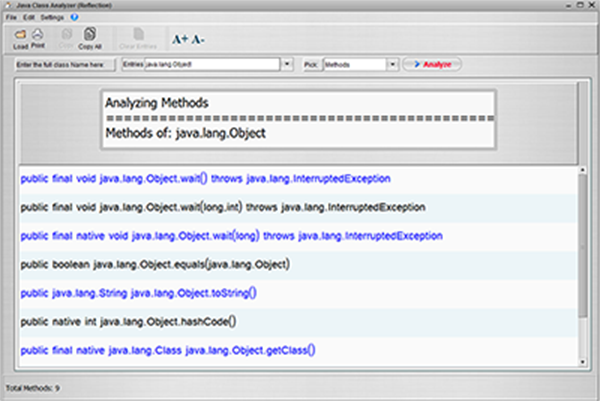 Java Class Analyzer (Reflection)
File Edit Settings
Load Print Clear Copy All Clear Entries A+ A-
Enter the full class Name here: Entries java.lang.Object Pick: Methods Analyze
Analyzing Methods
Methods of: java.lang.Object
public final void java.lang.Object.wait() throws java.lang.InterruptedException
public final void java.lang.Object.wait(long,int) throws java.lang.InterruptedException
public final native void java.lang.Object.wait(long) throws java.lang.InterruptedException
public boolean java.lang.Object.equals(java.lang.Object)
public java.lang.String java.lang.Object.toString()
public native int java.lang.Object.hashCode()
public final native java.lang.Class java.lang.Object.getClass()
Total Methods: 9